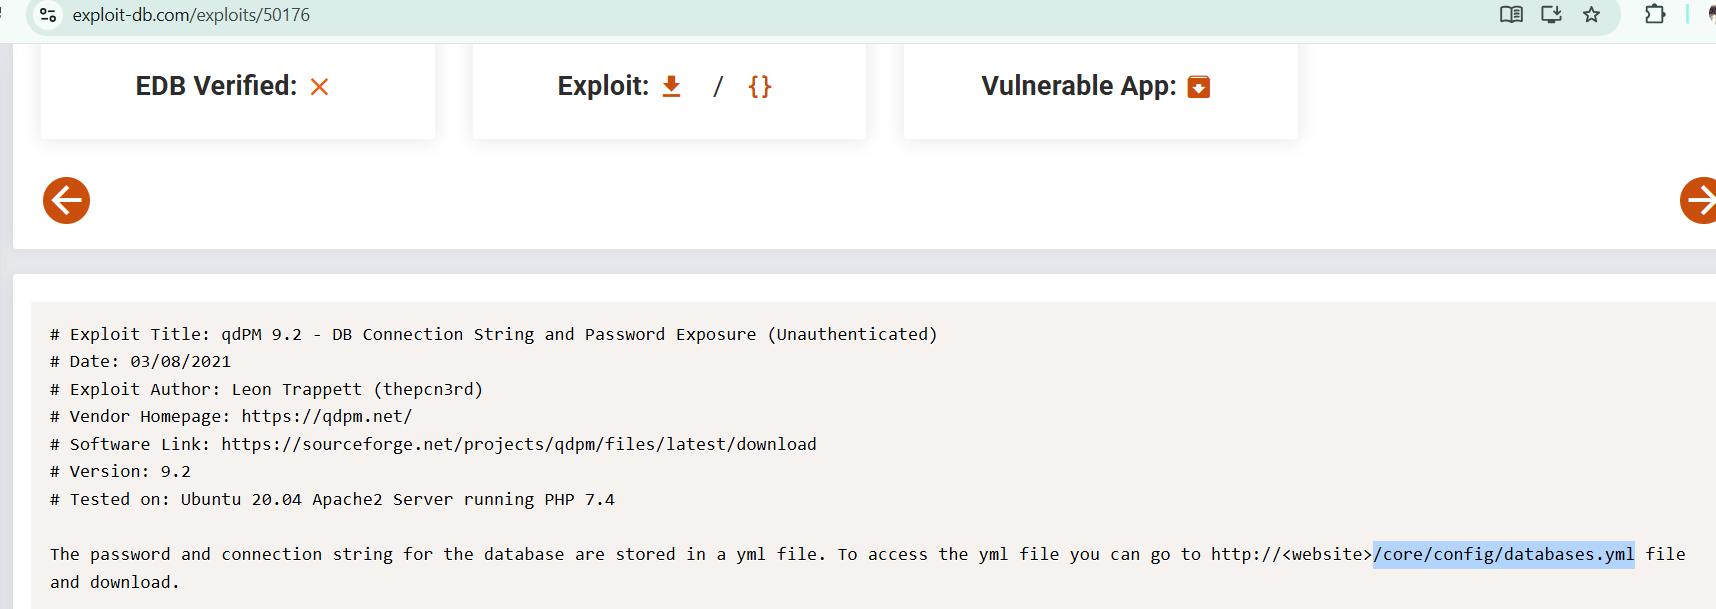 exploit-db.com/exploits/50176
EDB Verified:
Exploit: / {}
Vulnerable App:
# Exploit Title: qdPM 9.2 - DB Connection String and Password Exposure (Unauthenticated)
# Date: 03/08/2021
# Exploit Author: Leon Trappett (thepcn3rd)
# Vendor Homepage: https://qdpm.net/
# Software Link: https://sourceforge.net/projects/qdpm/files/latest/download
# Version: 9.2
# Tested on: Ubuntu 20.04 Apache2 Server running PHP 7.4
The password and connection string for the database are stored in a yml file. To access the yml file you can go to http://<website>/core/config/databases.yml file
and download.